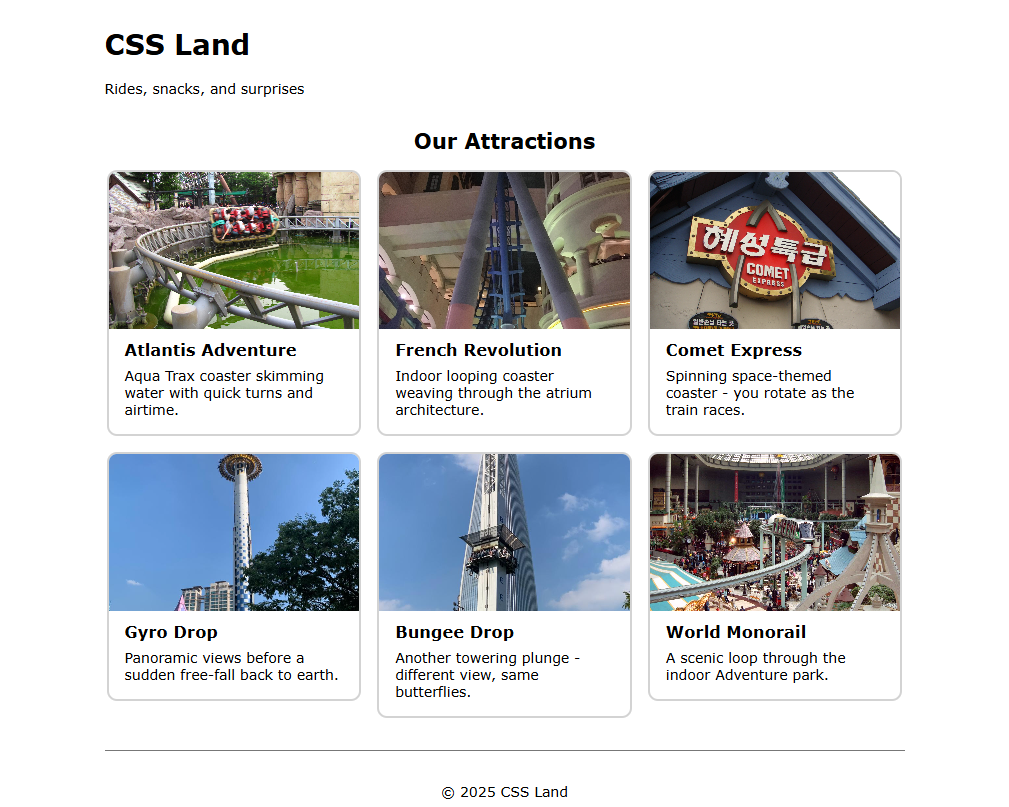 CSS Land
Rides, snacks, and surprises
Our Attractions
혜성특급
COMET
EXPRESS
Atlantis Adventure
Aqua Trax coaster skimming
water with quick turns and
airtime.
French Revolution
Indoor looping coaster
weaving through the atrium
architecture.
Comet Express
Spinning space-themed
coaster - you rotate as the
train races.
Gyro Drop
Panoramic views before a
sudden free-fall back to earth.
Bungee Drop
Another towering plunge -
different view, same
butterflies.
World Monorail
A scenic loop through the
indoor Adventure park.
© 2025 CSS Land